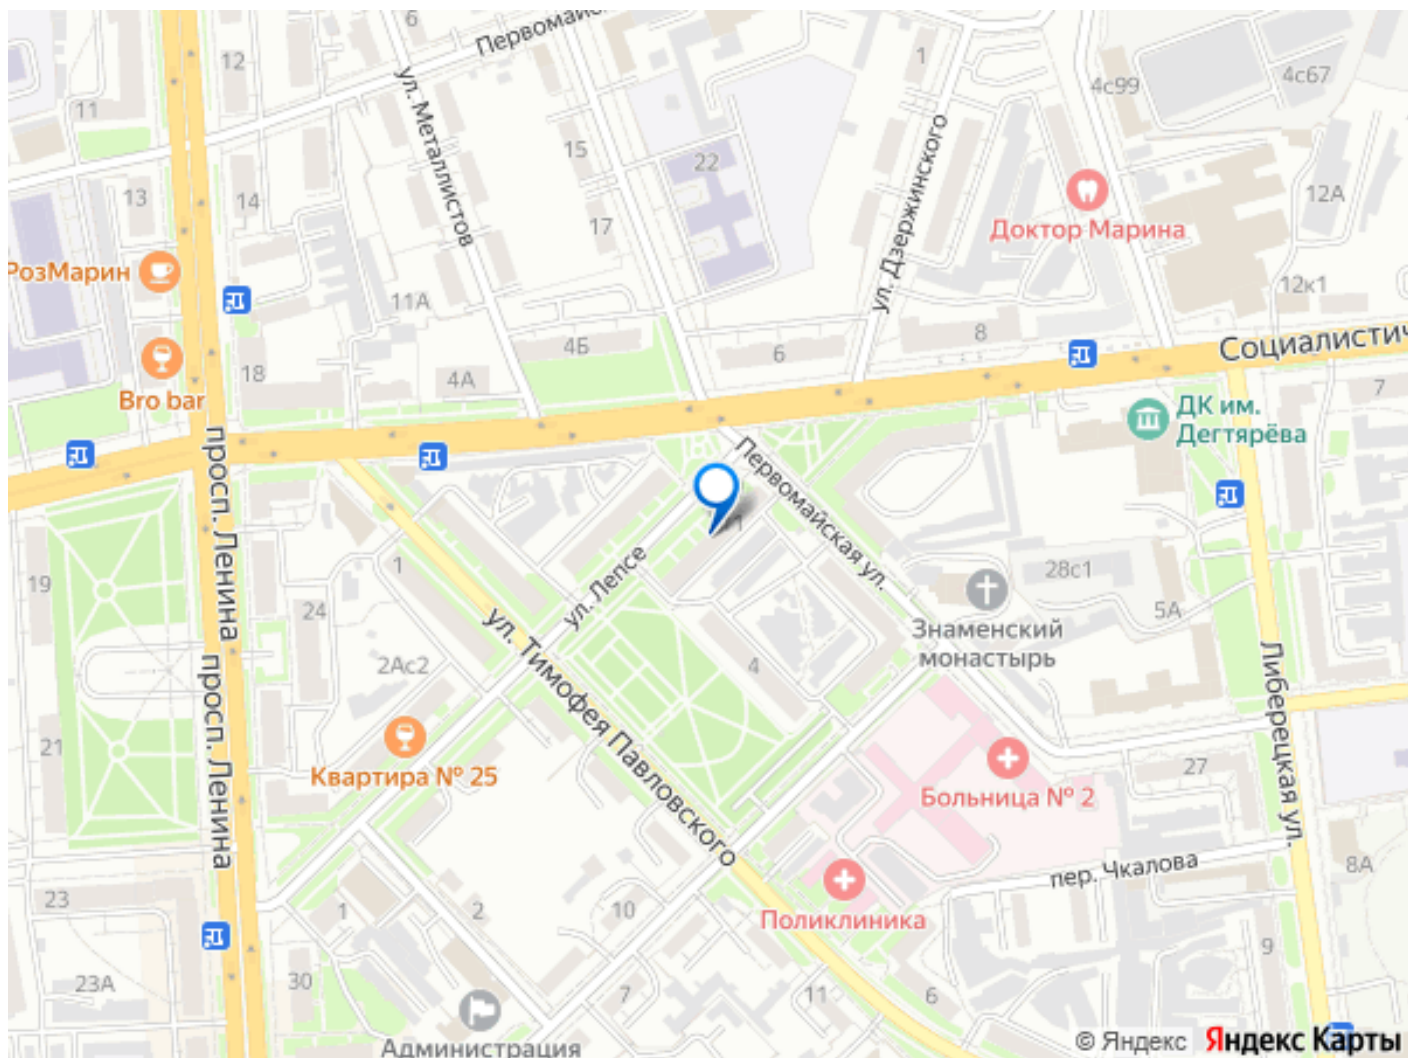 6
Первомайс
12
1
4с67
4с99
11
ул. Металлистов
15
22
ул. Дзержинского
12А
13
14
17
Доктор Марина
РозМарин
11А
12к1
8
4Б
6
Социалистич
18
4А
7
Bro bar
ДК им.
Дегтярёва
просп. Ленина
Первомайская ул.
1
19
1
ул. Лепсе
28с1
24
5А
ул. Тимофея Павловского
Знаменский
монастырь
2Ас2
4
Либерецкая ул.
просп. Ленина
21
Квартира № 25
27
Больница № 2
пер. Чкалова
8А
23
1
2
10
Поликлиника
9
23А
30
7
11
6
Администрация
© Яндекс Яндекс Карты